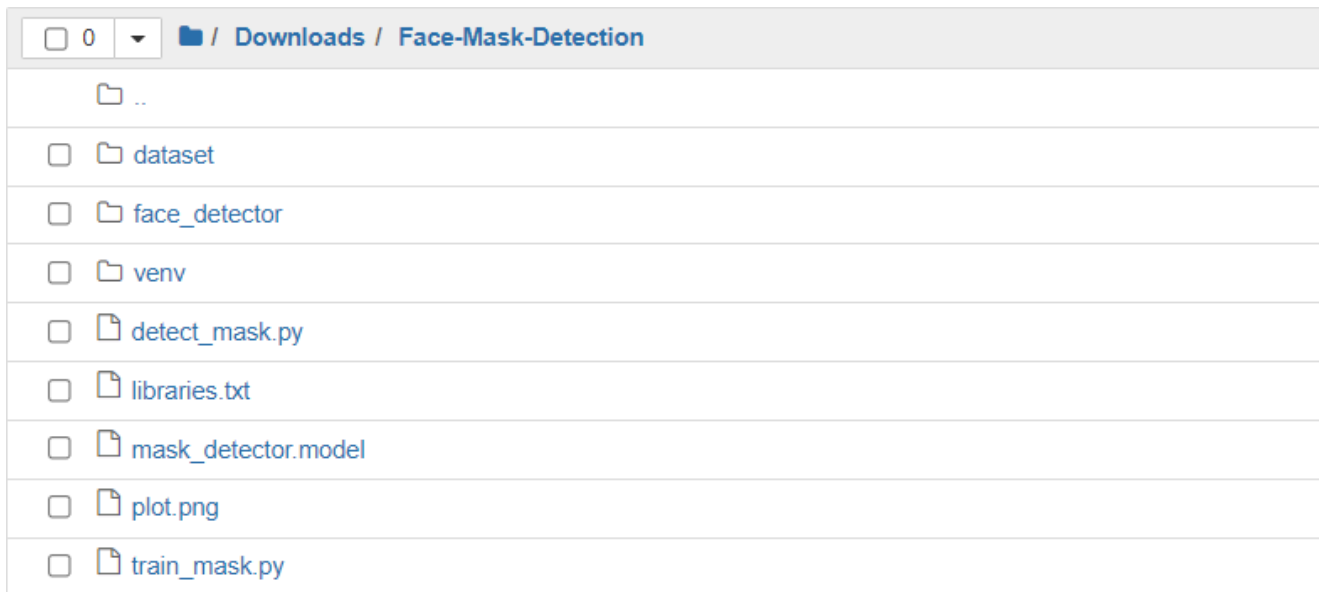 0 / Downloads / Face-Mask-Detection
..
dataset
face_detector
venv
detect_mask.py
libraries.txt
mask_detector.model
plot.png
train_mask.py